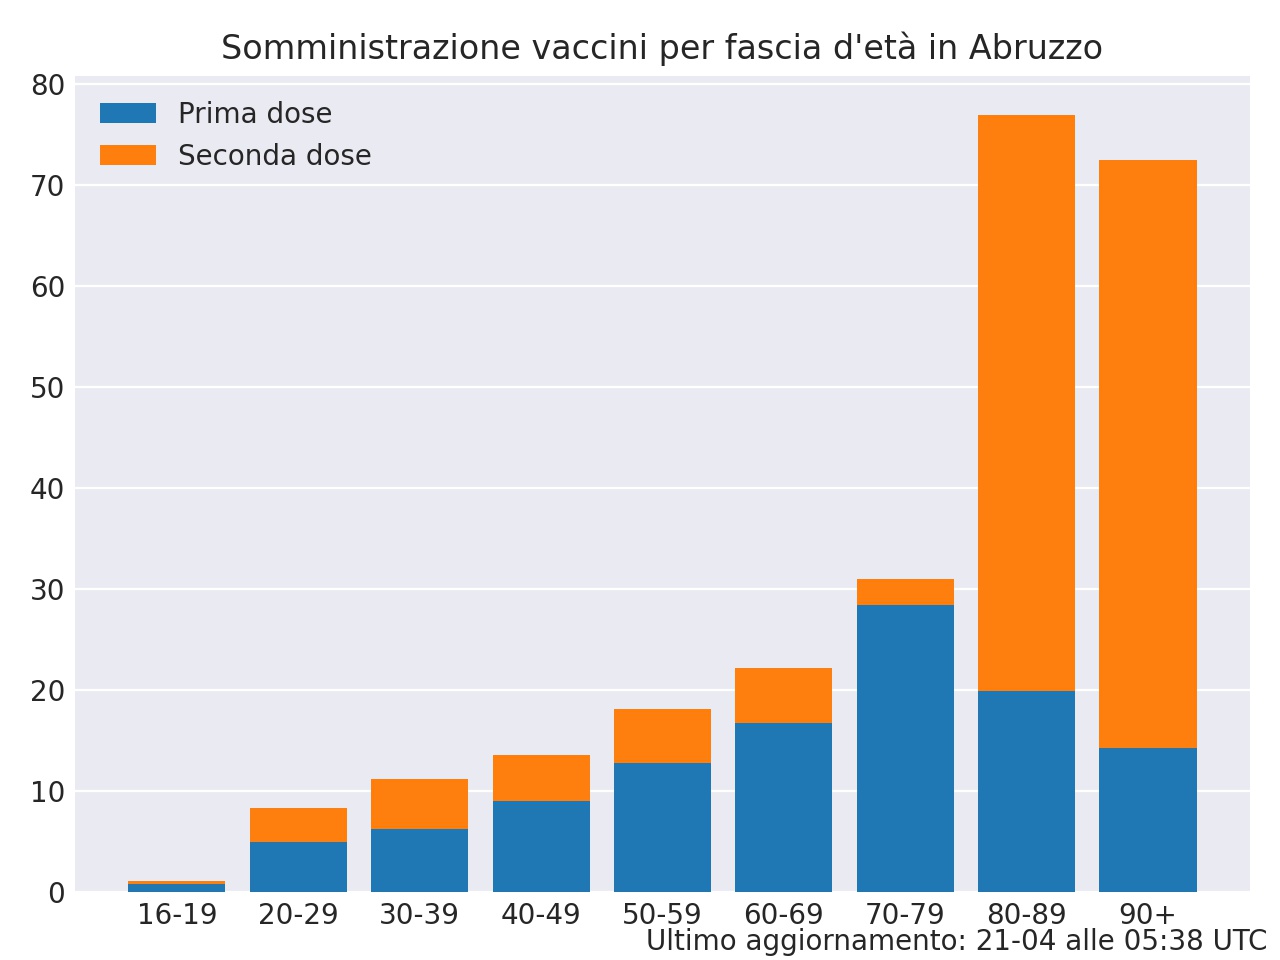 Somministrazione vaccini per fascia d'età in Abruzzo
Prima dose
Seconda dose
80
70
60
50
40
30
20
10
0
16-19 20-29 30-39 40-49 50-59 60-69 70-79 80-89 90+
Ultimo aggiornamento: 21-04 alle 05:38 UTC